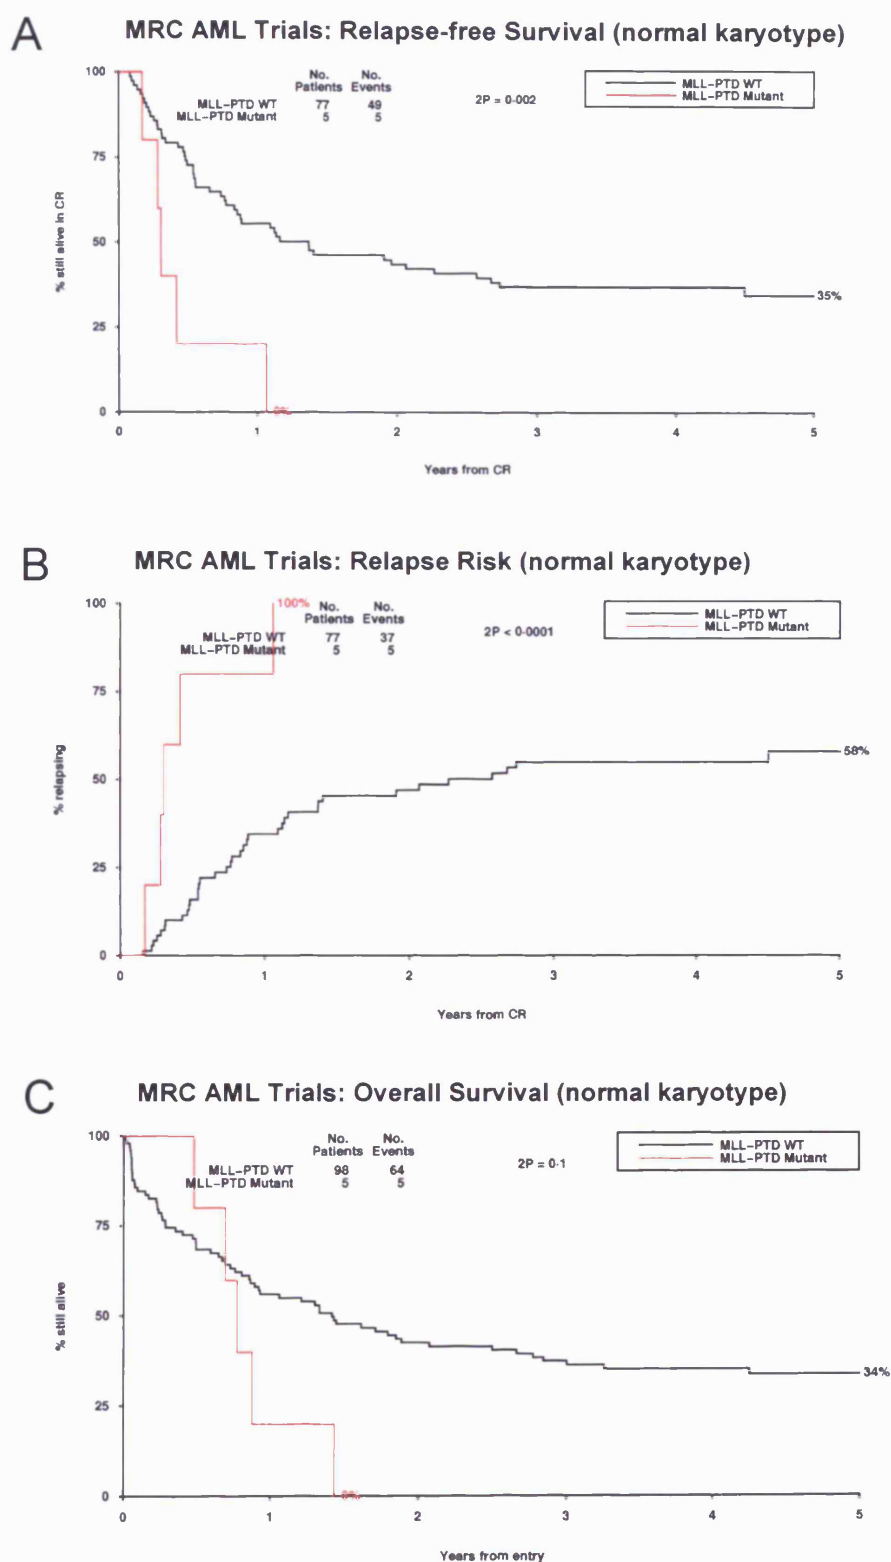 A
MRC AML Trials: Relapse-free Survival (normal karyotype)
No. No.
Patients Events
MLL-PTD WT 77 49
MLL-PTD Mutant 5 5
2P = 0·002
MLL-PTD WT
MLL-PTD Mutant
100
75
50
25
0
% still alive in CR
35%
0%
0 1 2 3 4 5
Years from CR
B
MRC AML Trials: Relapse Risk (normal karyotype)
100% No. No.
Patients Events
MLL-PTD WT 77 37
MLL-PTD Mutant 5 5
2P < 0·0001
MLL-PTD WT
MLL-PTD Mutant
100
75
50
25
0
% relapsing
58%
0 1 2 3 4 5
Years from CR
C
MRC AML Trials: Overall Survival (normal karyotype)
No. No.
Patients Events
MLL-PTD WT 98 64
MLL-PTD Mutant 5 5
2P = 0·1
MLL-PTD WT
MLL-PTD Mutant
100
75
50
25
0
% still alive
34%
0%
0 1 2 3 4 5
Years from entry